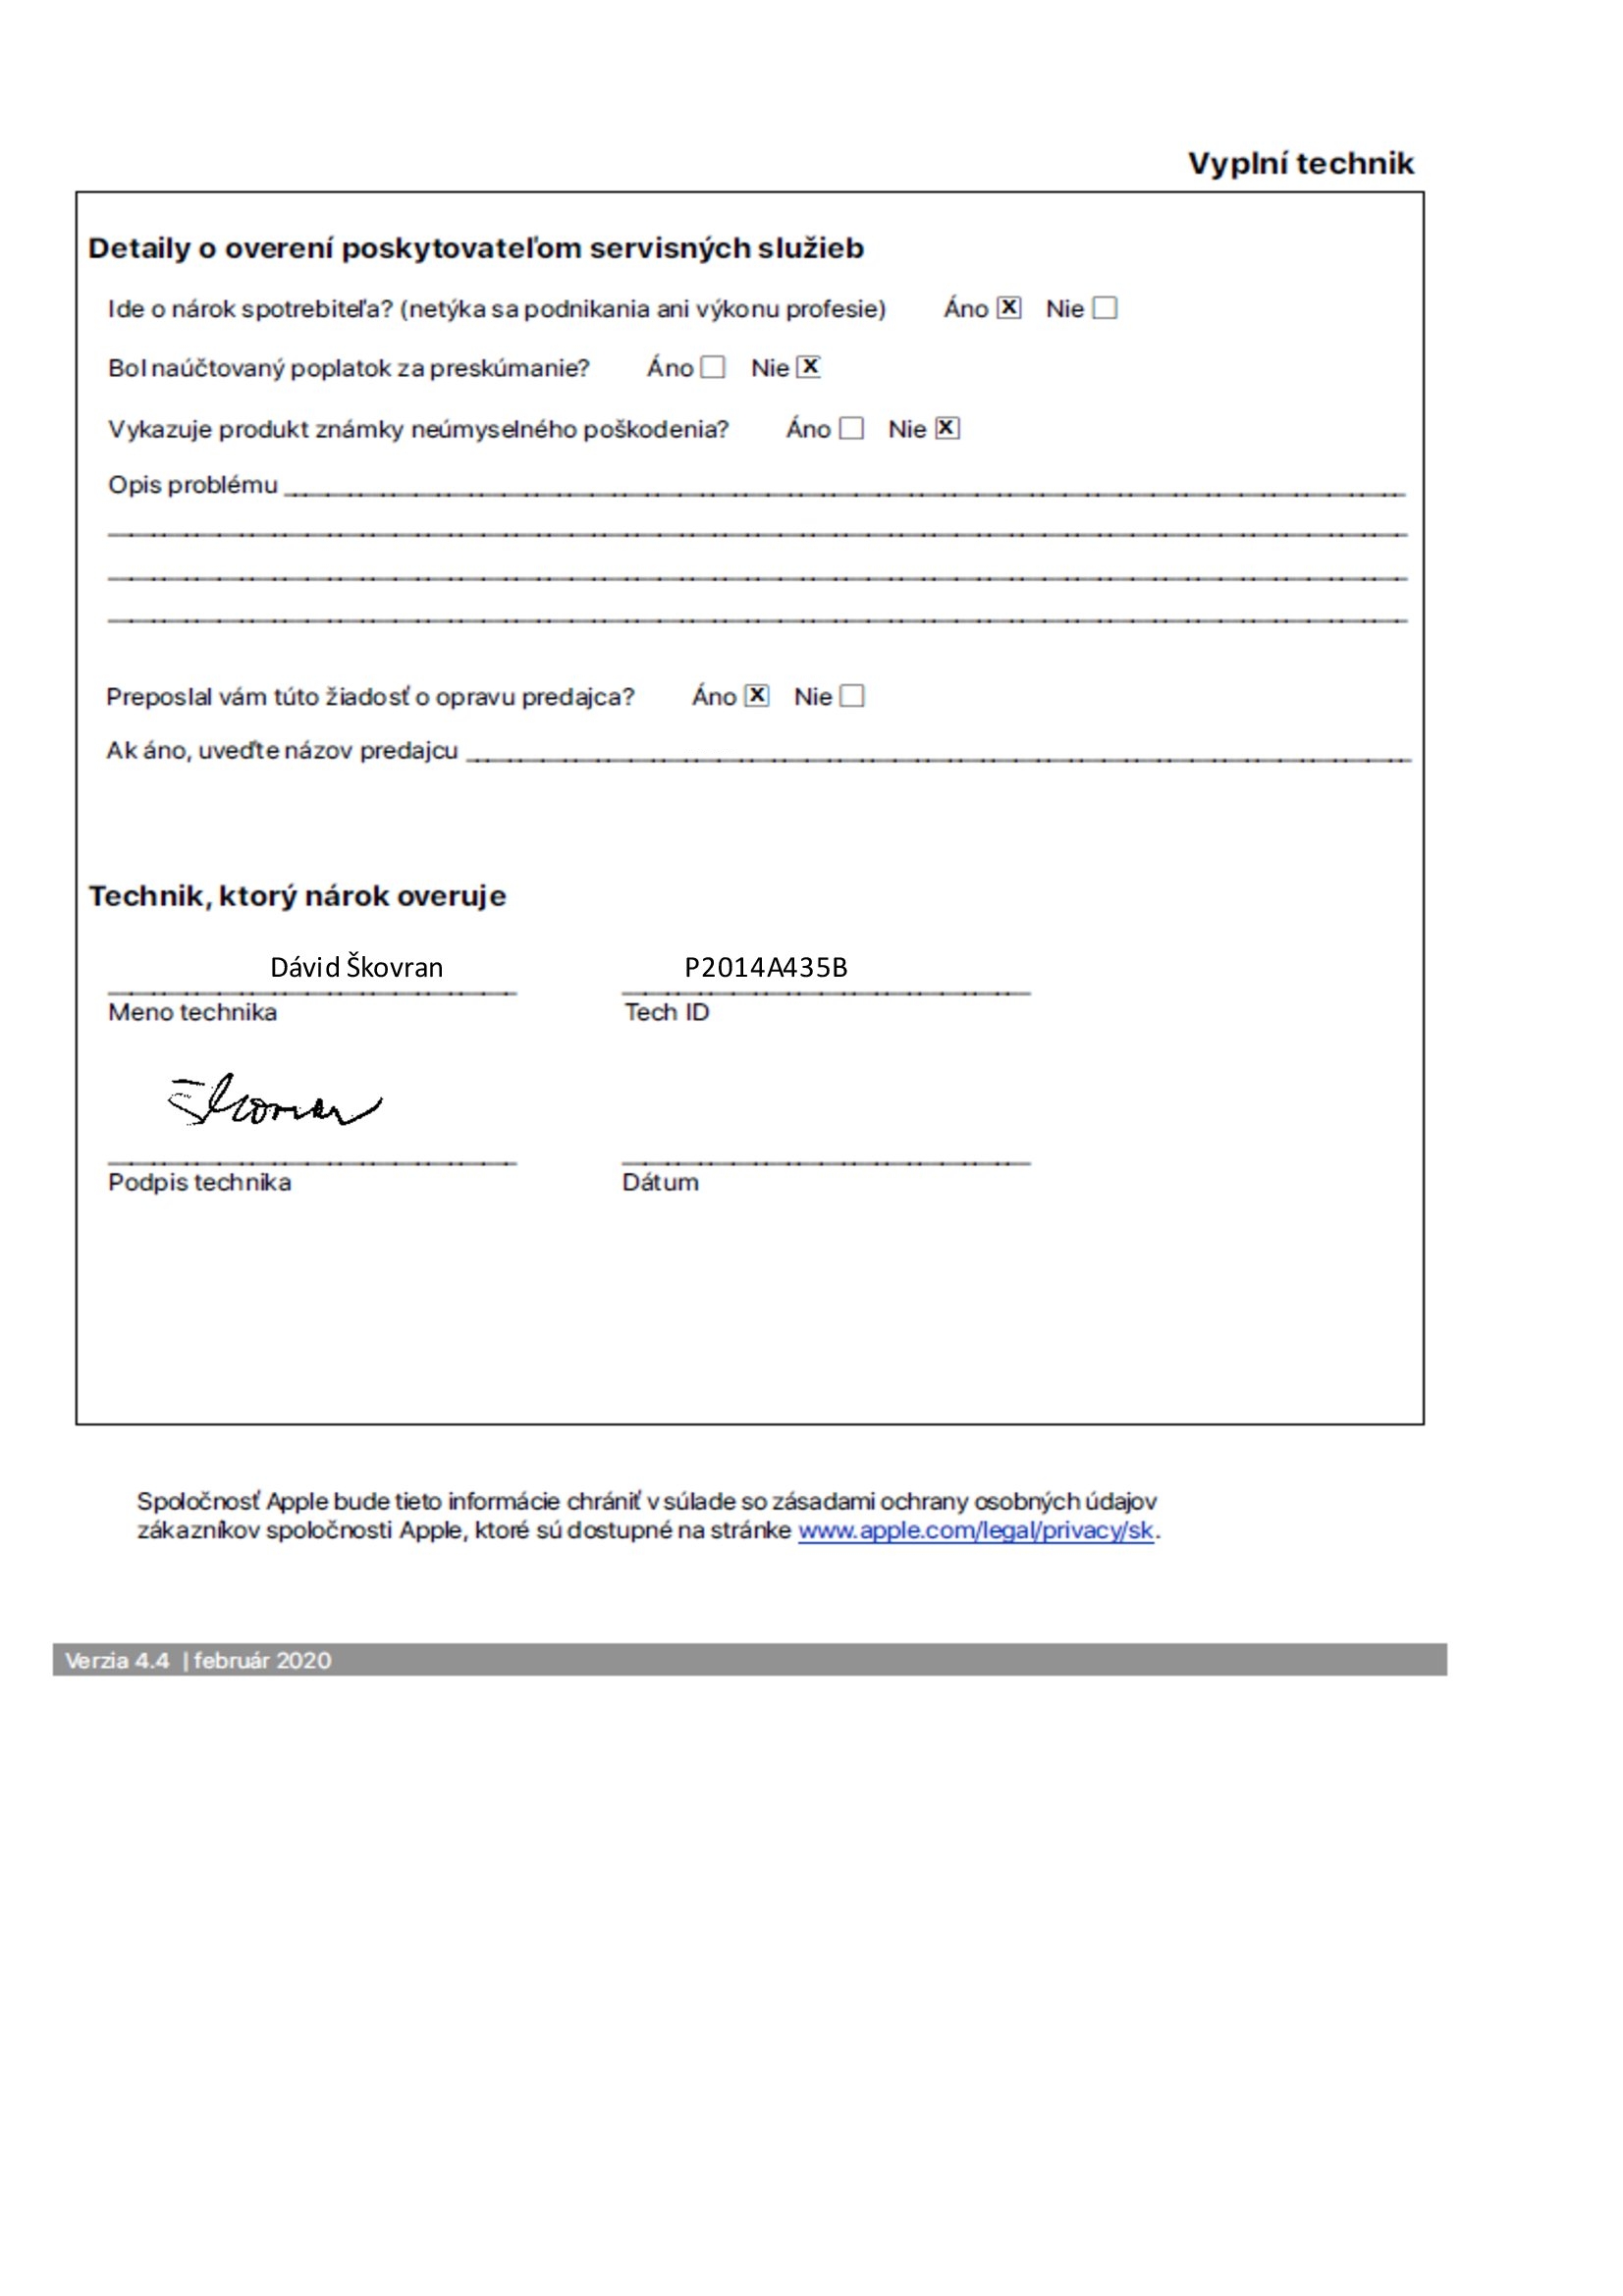 Vyplní technik
Detaily o overení poskytovateľom servisných služieb
Ide o nárok spotrebiteľa? (netýka sa podnikania ani výkonu profesie) Áno x Nie
Bol naúčtovaný poplatok za preskúmanie? Áno Nie x
Vykazuje produkt známky neúmyselného poškodenia? Áno Nie x
Opis problému
Preposlal vám túto žiadosť o opravu predajca? Áno x Nie
Ak áno, uveďte názov predajcu
Technik, ktorý nárok overuje
Dávid Škovran P2014A435B
Meno technika Tech ID
Škovran
Podpis technika Dátum
Spoločnosť Apple bude tieto informácie chrániť v súlade so zásadami ochrany osobných údajov
zákazníkov spoločnosti Apple, ktoré sú dostupné na stránke www.apple.com/legal/privacy/sk.
Verzia 4.4 | február 2020